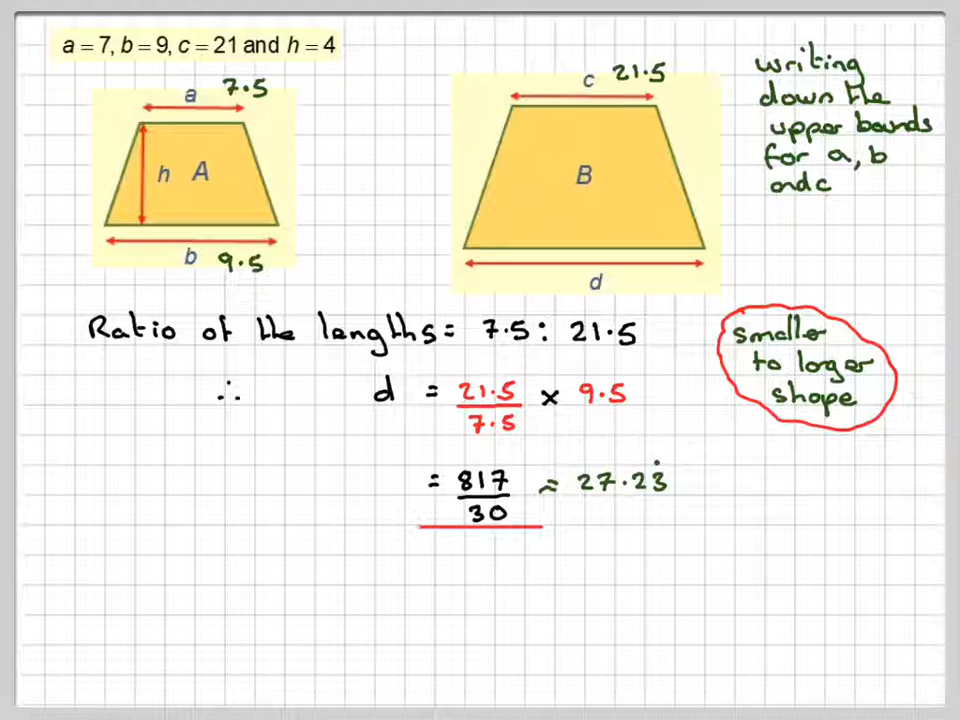 a = 7, b = 9, c = 21 and h = 4
a 7.5
h A
b 9.5
c 21.5
B
d
writing
down the
upper bounds
for a, b
and c
Ratio of the lengths = 7.5 : 21.5
smaller
to larger
shape
∴ d = 21.5/7.5 × 9.5
= 817/30 ≈ 27.23̇